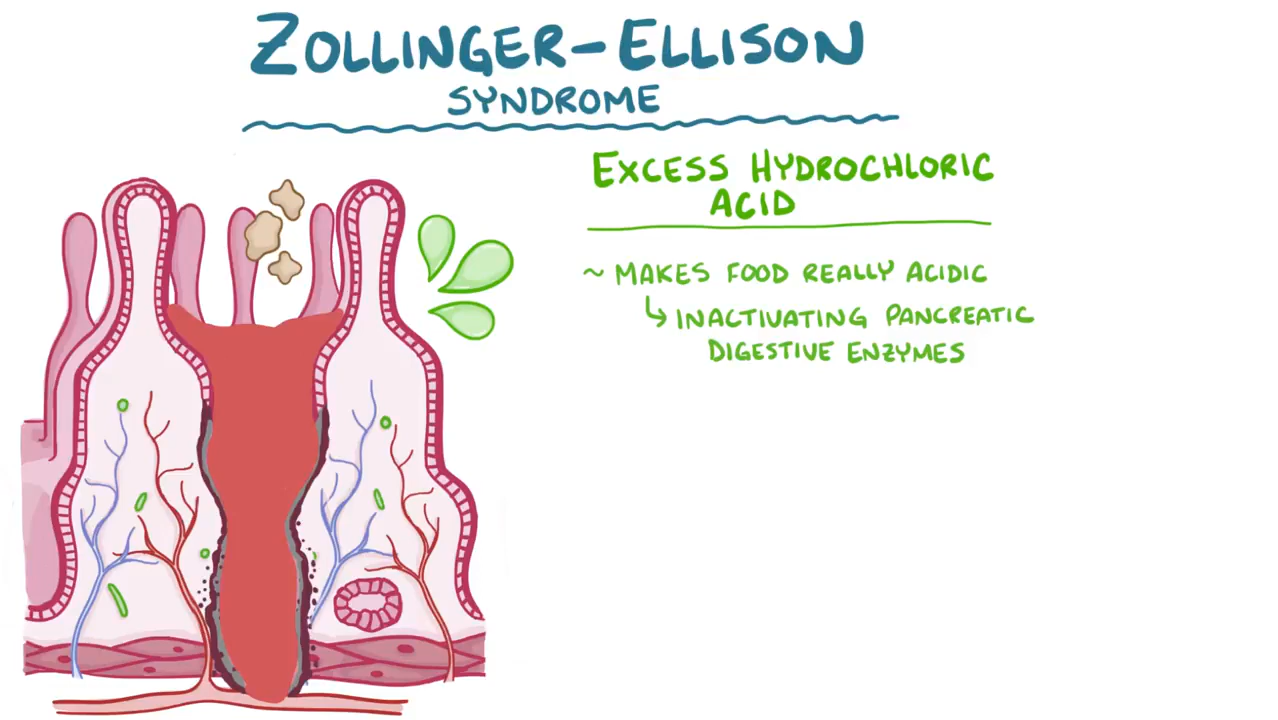 ZOLLINGER-ELLISON
SYNDROME
EXCESS HYDROCHLORIC
ACID
~ MAKES FOOD REALLY ACIDIC
↳ INACTIVATING PANCREATIC
DIGESTIVE ENZYMES